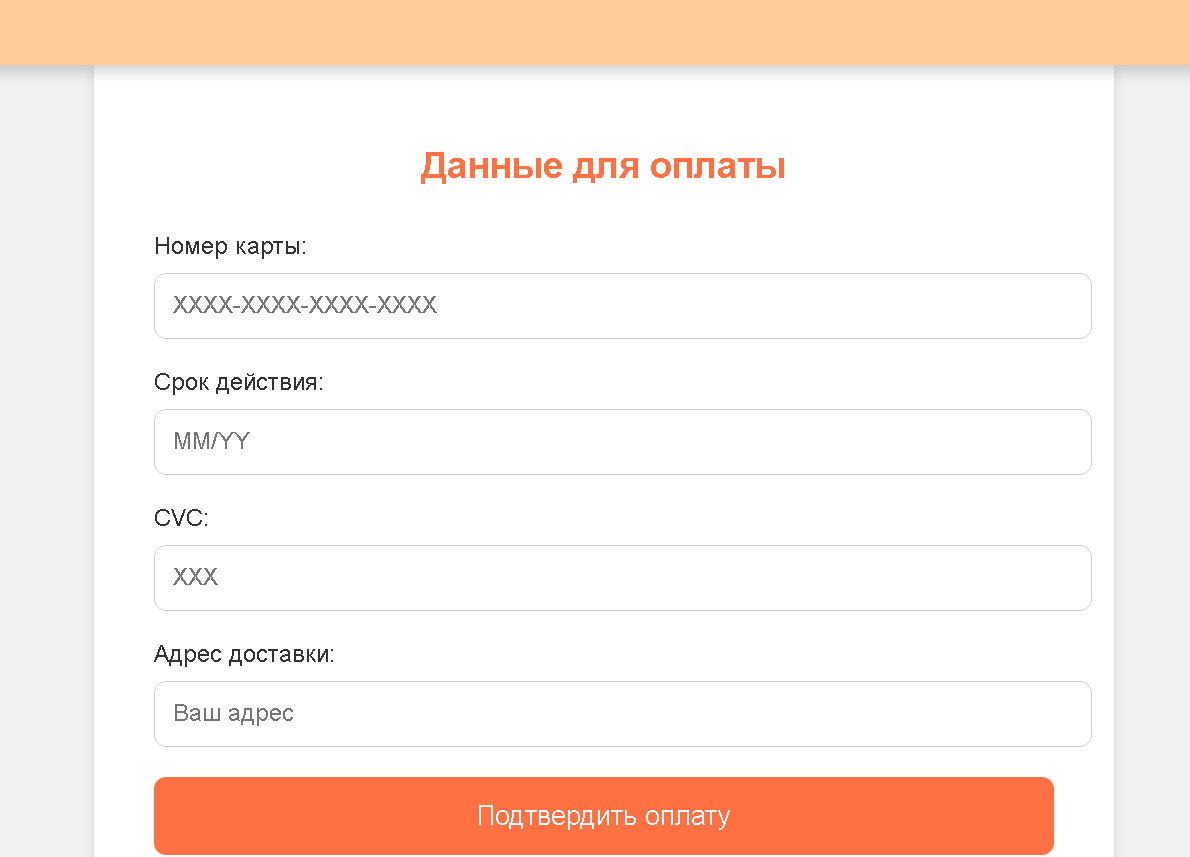 Данные для оплаты
Номер карты:
XXXX-XXXX-XXXX-XXXX
Срок действия:
MM/YY
CVC:
XXX
Адрес доставки:
Ваш адрес
Подтвердить оплату